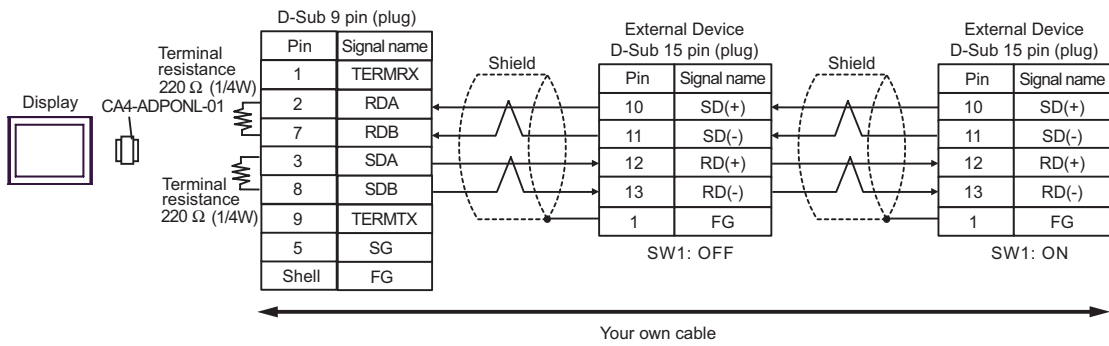 D-Sub 9 pin (plug)
Pin Signal name
1 TERMRX
2 RDA
7 RDB
3 SDA
8 SDB
9 TERMTX
5 SG
Shell FG
Display
CA4-ADPONL-01
Terminal
resistance
220 Ω (1/4W)
Terminal
resistance
220 Ω (1/4W)
Shield
External Device
D-Sub 15 pin (plug)
Pin Signal name
10 SD(+)
11 SD(-)
12 RD(+)
13 RD(-)
1 FG
SW1: OFF
Shield
External Device
D-Sub 15 pin (plug)
Pin Signal name
10 SD(+)
11 SD(-)
12 RD(+)
13 RD(-)
1 FG
SW1: ON
Your own cable